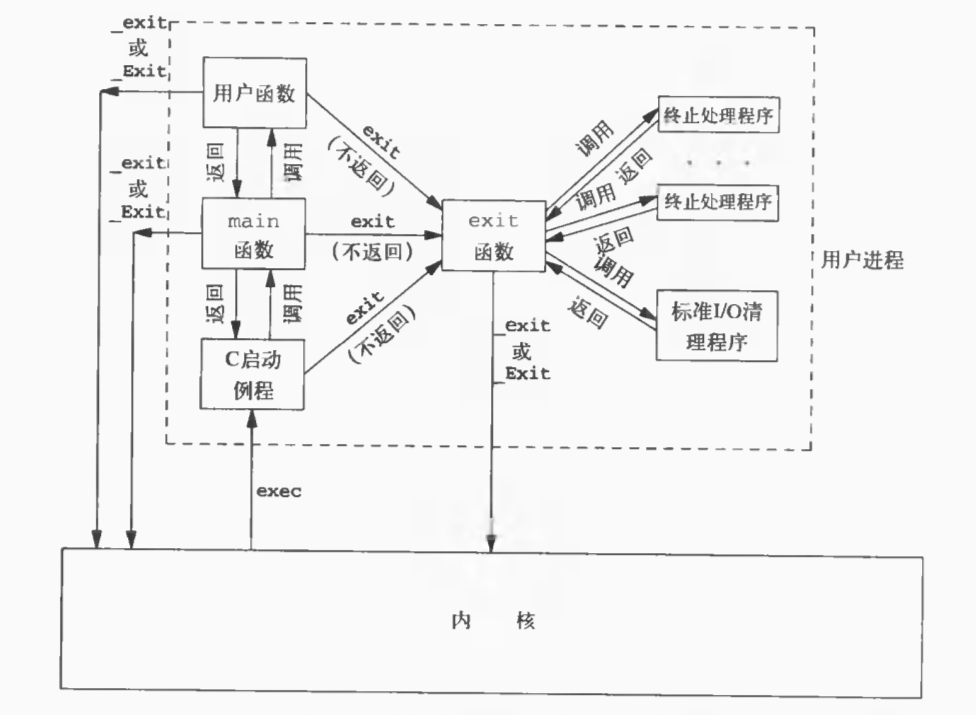 _exit
或
_Exit
用户函数
返回
调用
exit
(不返回)
_exit
或
_Exit
main
函数
exit
(不返回)
返回
调用
C启动
例程
exit
(不返回)
exec
exit
函数
_exit
或
_Exit
调用
返回
终止处理程序
· · ·
调用
返回
终止处理程序
调用
返回
标准I/O清
理程序
用户进程
内 核